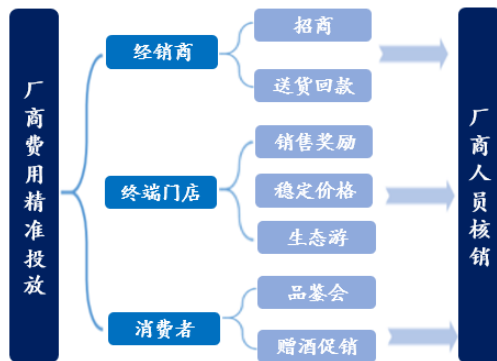 厂商费用精准投放
经销商
招商
送货回款
终端门店
销售奖励
稳定价格
生态游
消费者
品鉴会
赠酒促销
厂商人员核销